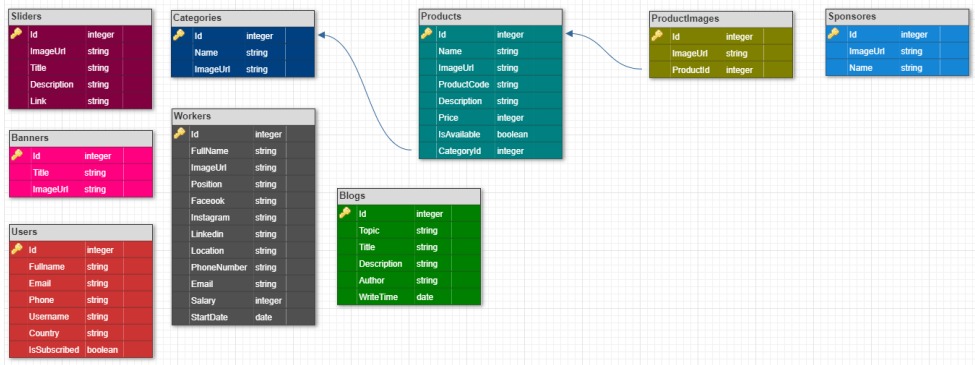 Sliders
Id integer
ImageUrl string
Title string
Description string
Link string
Banners
Id integer
Title string
ImageUrl string
Users
Id integer
Fullname string
Email string
Phone string
Username string
Country string
IsSubscribed boolean
Categories
Id integer
Name string
ImageUrl string
Workers
Id integer
FullName string
ImageUrl string
Position string
Faceook string
Instagram string
Linkedin string
Location string
PhoneNumber string
Email string
Salary integer
StartDate date
Products
Id integer
Name string
ImageUrl string
ProductCode string
Description string
Price integer
IsAvailable boolean
CategoryId integer
Blogs
Id integer
Topic string
Title string
Description string
Author string
WriteTime date
ProductImages
Id integer
ImageUrl string
ProductId integer
Sponsores
Id integer
ImageUrl string
Name string